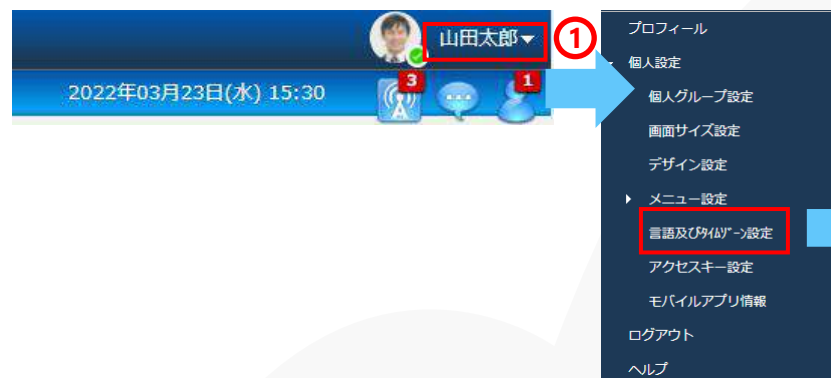 山田太郎▼
①
2022年03月23日(水) 15:30
3
1
プロフィール
個人設定
個人グループ設定
画面サイズ設定
デザイン設定
メニュー設定
言語及びﾀｲﾑｿﾞｰﾝ設定
アクセスキー設定
モバイルアプリ情報
ログアウト
ヘルプ